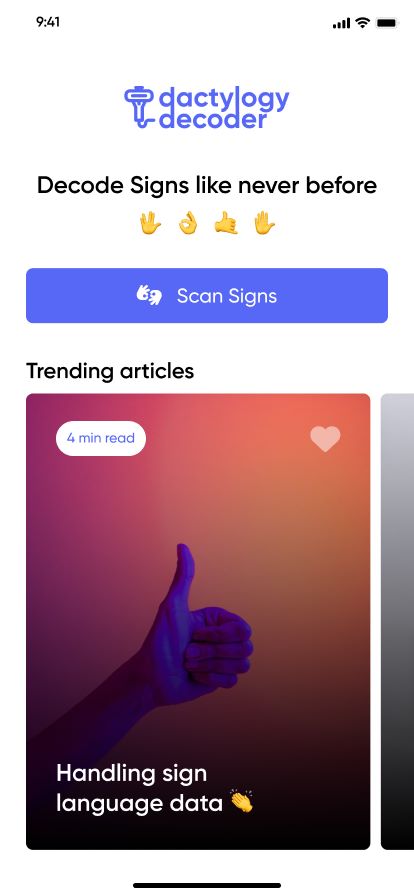 9:41
dactylogy
decoder
Decode Signs like never before
🖖 👌 🤙 ✋
Scan Signs
Trending articles
4 min read
Handling sign
language data 👏